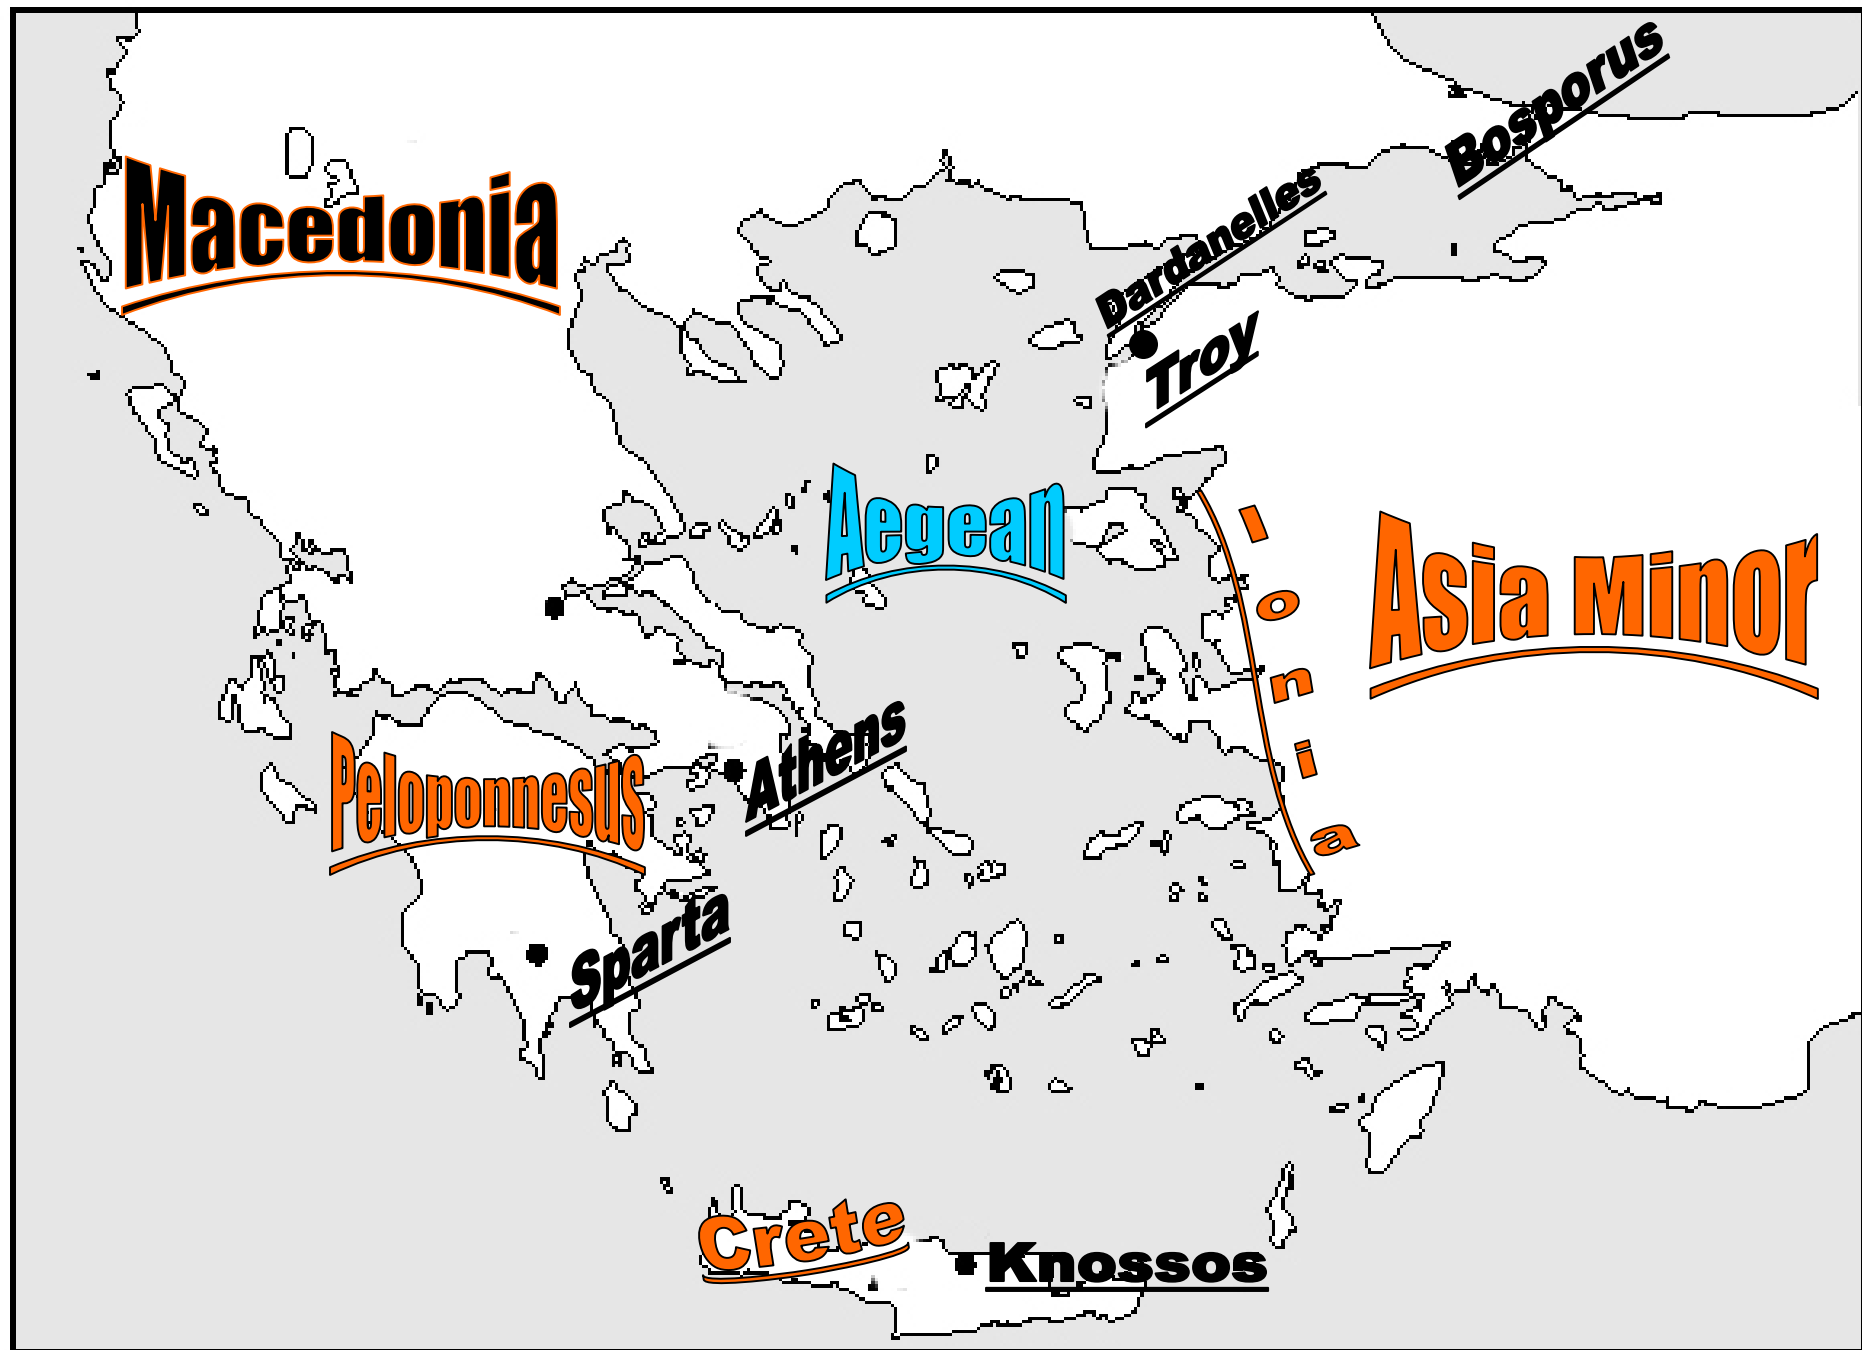 Bosporus
Macedonia
Dardanelles
Troy
Aegean
Ionia
Asia Minor
Athens
Peloponnesus
Sparta
Crete
Knossos